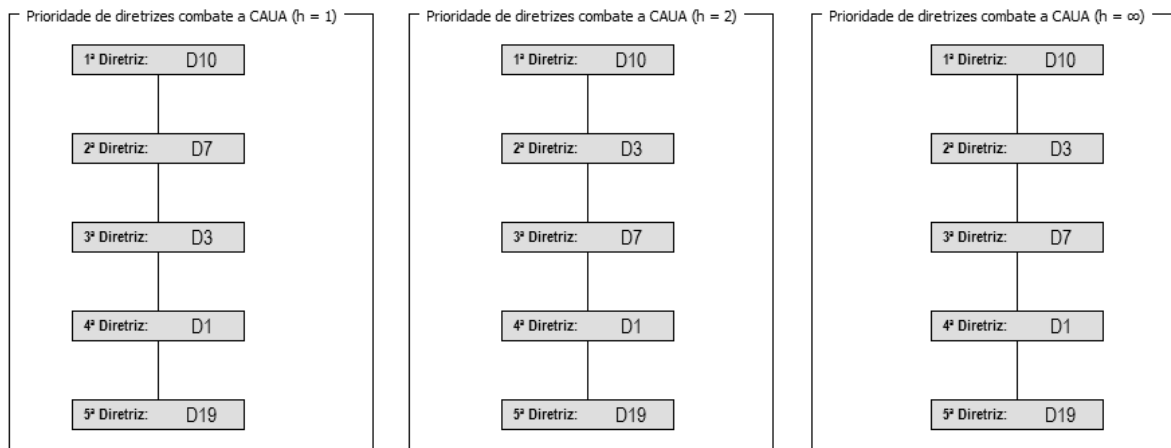 Prioridade de diretrizes combate a CAUA (h = 1)
1ª Diretriz: D10
2ª Diretriz: D7
3ª Diretriz: D3
4ª Diretriz: D1
5ª Diretriz: D19
Prioridade de diretrizes combate a CAUA (h = 2)
1ª Diretriz: D10
2ª Diretriz: D3
3ª Diretriz: D7
4ª Diretriz: D1
5ª Diretriz: D19
Prioridade de diretrizes combate a CAUA (h = ∞)
1ª Diretriz: D10
2ª Diretriz: D3
3ª Diretriz: D7
4ª Diretriz: D1
5ª Diretriz: D19